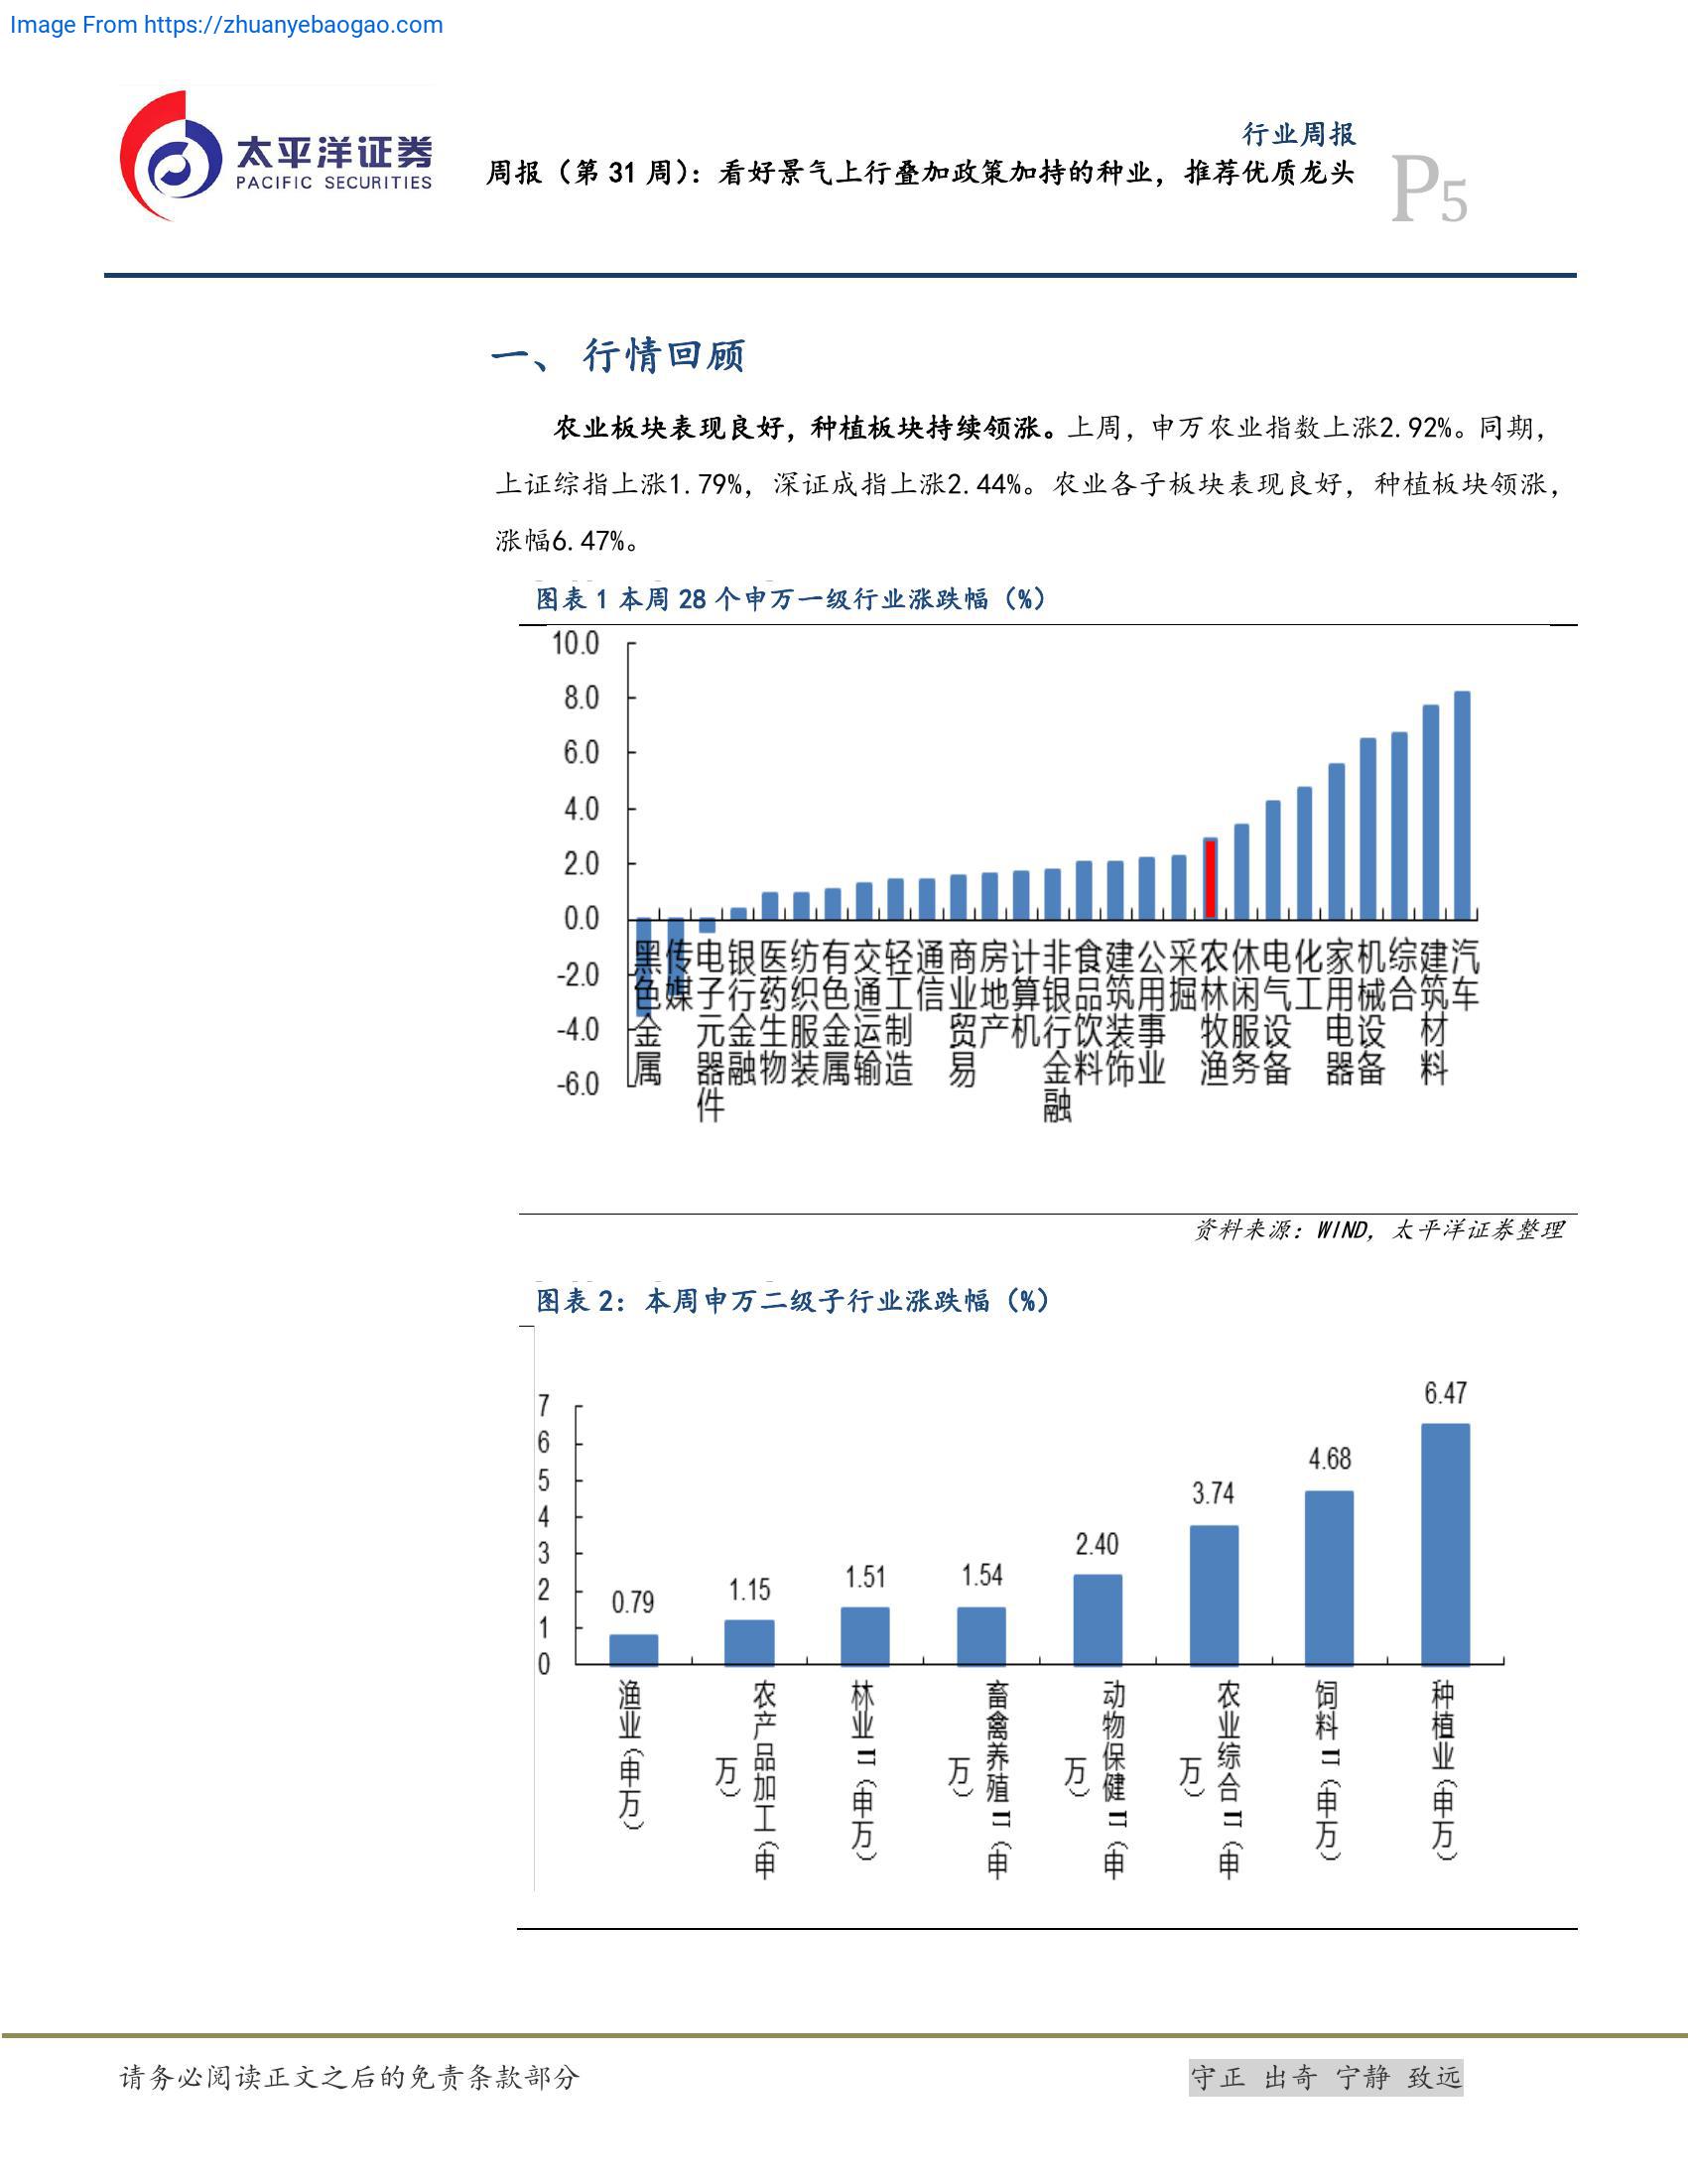 Image From https://zhuanyebaogao.com
太平洋证券
PACIFIC SECURITIES
行业周报
周报（第 31 周）：看好景气上行叠加政策加持的种业，推荐优质龙头
P5
一、 行情回顾
农业板块表现良好，种植板块持续领涨。上周，申万农业指数上涨2.92%。同期，
上证综指上涨1.79%，深证成指上涨2.44%。农业各子板块表现良好，种植板块领涨，
涨幅6.47%。
图表 1 本周 28 个申万一级行业涨跌幅（%）
10.0
8.0
6.0
4.0
2.0
0.0
-2.0
-4.0
-6.0
黑色金属
传媒
电子元器件
银行金融
医药生物
纺织服装
有色金属
交通运输
轻工制造
通信
商业贸易
房地产
计算机
非银行金融
食品饮料
建筑装饰
公用事业
采掘
农林牧渔
休闲服务
电气设备
化工
家用电器
机械设备
综合
建筑材料
汽车
资料来源：WIND，太平洋证券整理
图表 2：本周申万二级子行业涨跌幅（%）
7
6
5
4
3
2
1
0
0.79
1.15
1.51
1.54
2.40
3.74
4.68
6.47
渔业（申万）
农产品加工（申万）
林业II（申万）
畜禽养殖II（申万）
动物保健II（申万）
农业综合II（申万）
饲料II（申万）
种植业（申万）
请务必阅读正文之后的免责条款部分
守正 出奇 宁静 致远